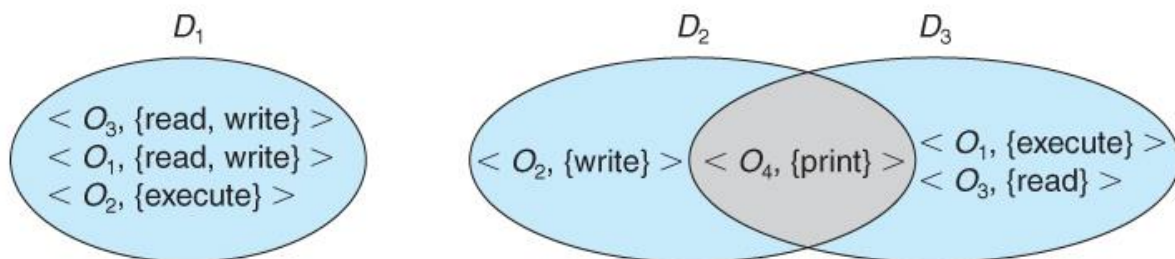 D₁
< O₃, {read, write} >
< O₁, {read, write} >
< O₂, {execute} >
D₂
D₃
< O₂, {write} >
< O₄, {print} >
< O₁, {execute} >
< O₃, {read} >